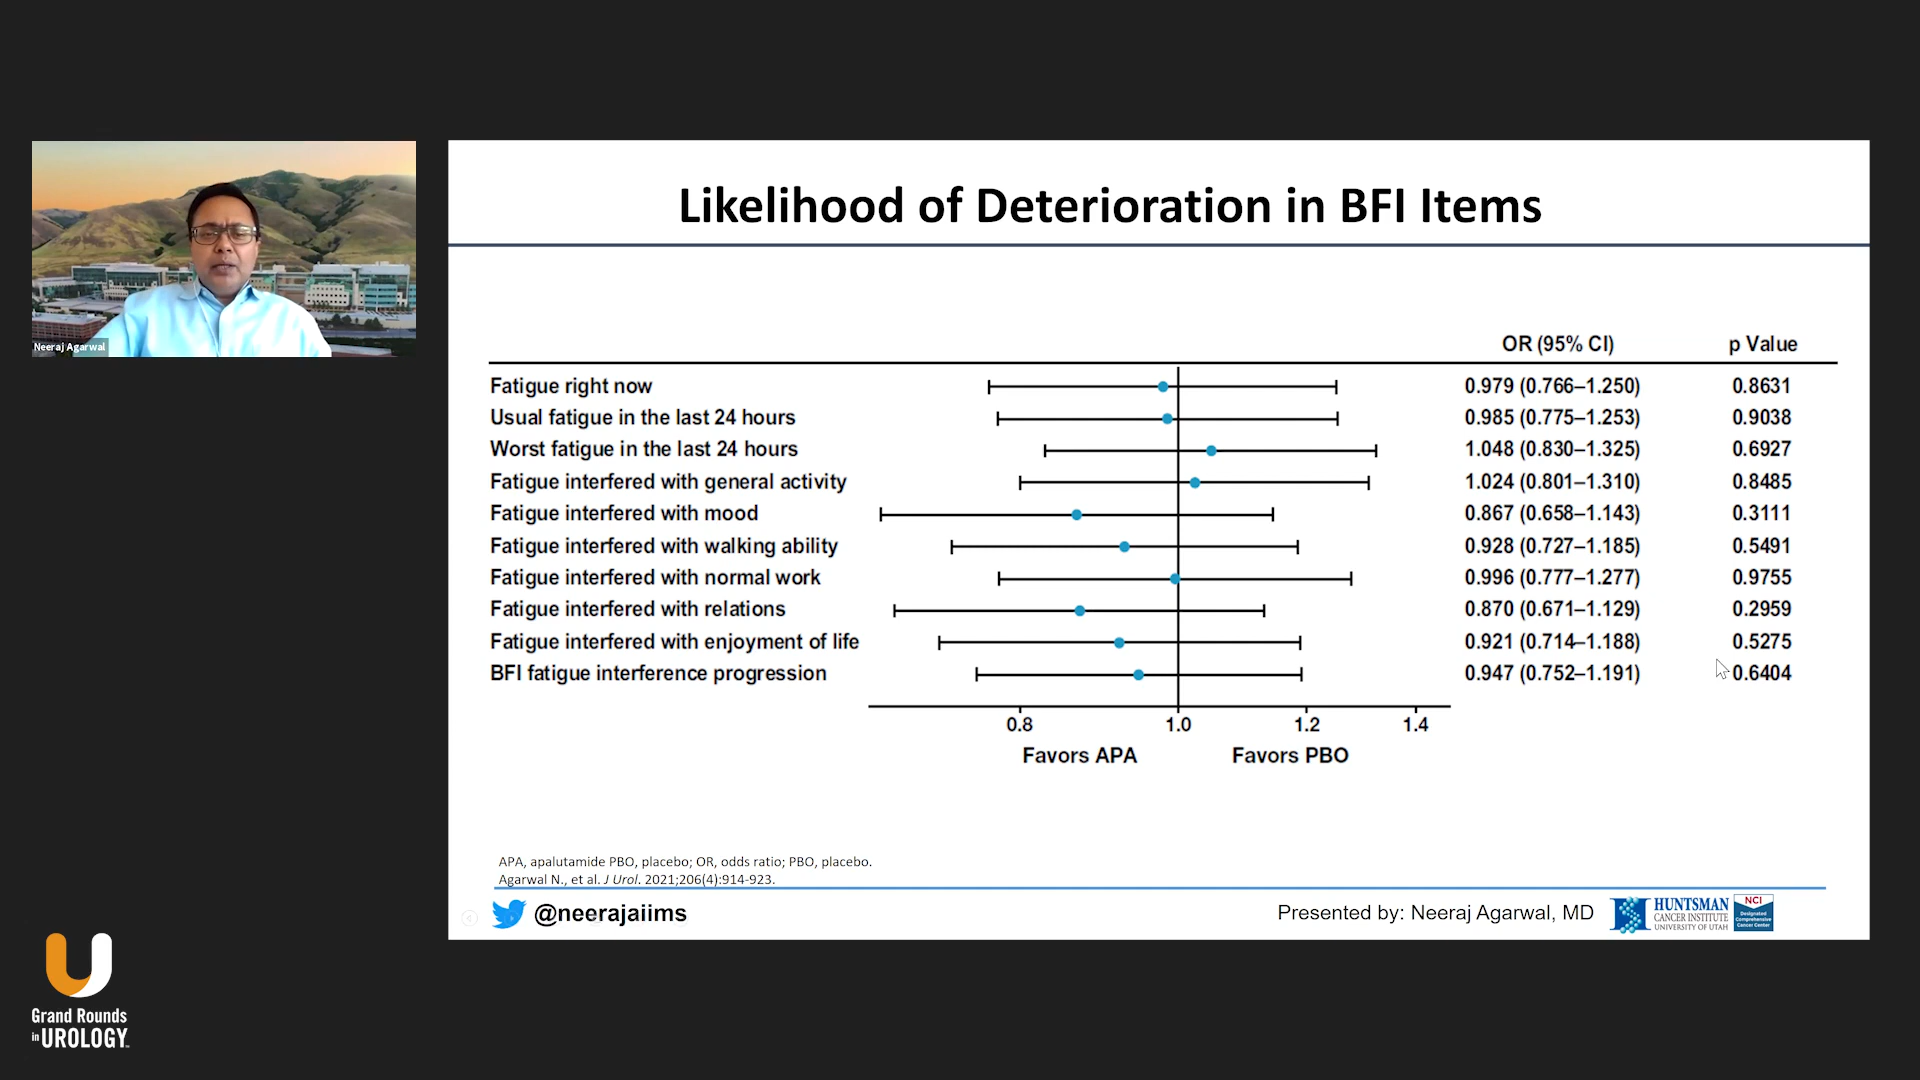 Neeraj Agarwal
Likelihood of Deterioration in BFI Items
OR (95% CI) p Value
Fatigue right now 0.979 (0.766–1.250) 0.8631
Usual fatigue in the last 24 hours 0.985 (0.775–1.253) 0.9038
Worst fatigue in the last 24 hours 1.048 (0.830–1.325) 0.6927
Fatigue interfered with general activity 1.024 (0.801–1.310) 0.8485
Fatigue interfered with mood 0.867 (0.658–1.143) 0.3111
Fatigue interfered with walking ability 0.928 (0.727–1.185) 0.5491
Fatigue interfered with normal work 0.996 (0.777–1.277) 0.9755
Fatigue interfered with relations 0.870 (0.671–1.129) 0.2959
Fatigue interfered with enjoyment of life 0.921 (0.714–1.188) 0.5275
BFI fatigue interference progression 0.947 (0.752–1.191) 0.6404
0.8 1.0 1.2 1.4
Favors APA Favors PBO
APA, apalutamide PBO, placebo; OR, odds ratio; PBO, placebo.
Agarwal N., et al. J Urol. 2021;206(4):914-923.
@neerajaiims
Presented by: Neeraj Agarwal, MD
HUNTSMAN
CANCER INSTITUTE
UNIVERSITY OF UTAH
NCI
Designated
Comprehensive
Cancer Center
Grand Rounds
in UROLOGY